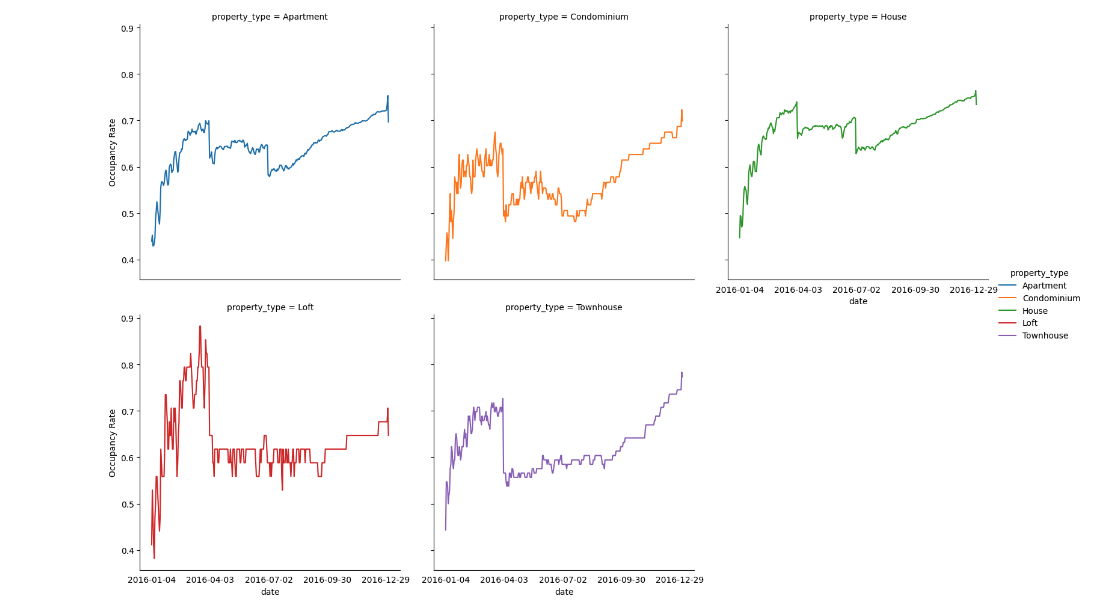 property_type = Apartment
property_type = Condominium
property_type = House
0.9
0.8
0.7
0.6
0.5
0.4
Occupancy Rate
2016-01-04 2016-04-03 2016-07-02 2016-09-30 2016-12-29
date
property_type
Apartment
Condominium
House
Loft
Townhouse
property_type = Loft
property_type = Townhouse
0.9
0.8
0.7
0.6
0.5
0.4
Occupancy Rate
2016-01-04 2016-04-03 2016-07-02 2016-09-30 2016-12-29
date
2016-01-04 2016-04-03 2016-07-02 2016-09-30 2016-12-29
date